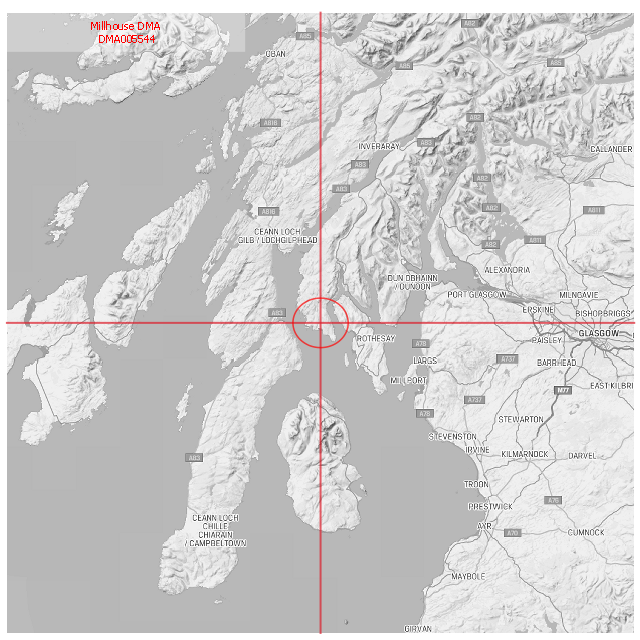 Millhouse DMA
DMA005544
A82
A85
OBAN
A85
A85
A82
A816
A83
INVERARAY
CALLANDER
A83
A82
A83
A816
A82
A811
CEANN LOCH
GILB / LOCHGILPHEAD
A811
A82
ALEXANDRIA
DUN OBHAINN
/ DUNOON
PORT GLASGOW
MILNGAVIE
A83
ERSKINE
BISHOPBRIGGS
GLASGOW
ROTHESAY
A78
PAISLEY
LARGS
A737
BARRHEAD
MILLPORT
M77
EAST KILBRI
A737
A78
STEWARTON
STEVENSTON
IRVINE
KILMARNOCK
DARVEL
A83
TROON
A76
PRESTWICK
CEANN LOCH
CHILLE
CHIARAIN
/ CAMPBELTOWN
AYR
A70
CUMNOCK
MAYBOLE
GIRVAN